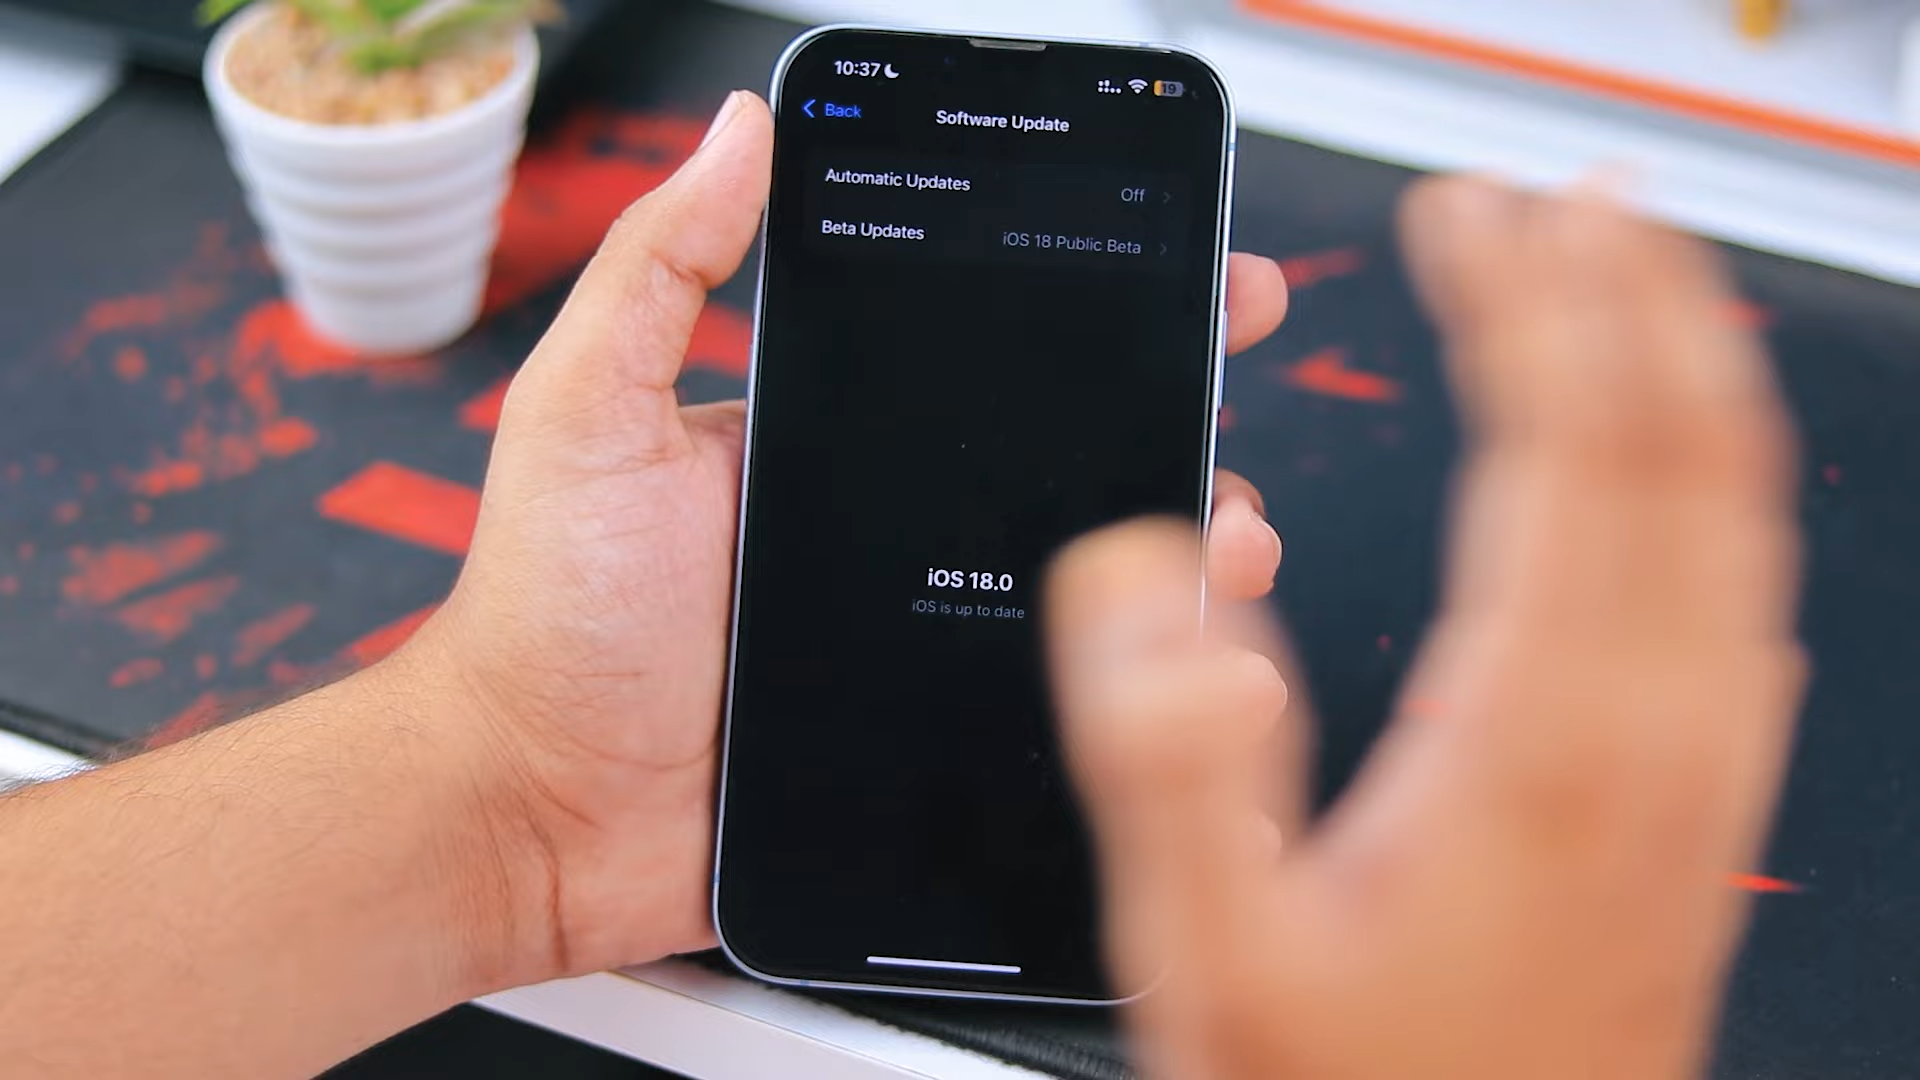 10:37
19
Back
Software Update
Automatic Updates
Off
Beta Updates
iOS 18 Public Beta
iOS 18.0
iOS is up to date